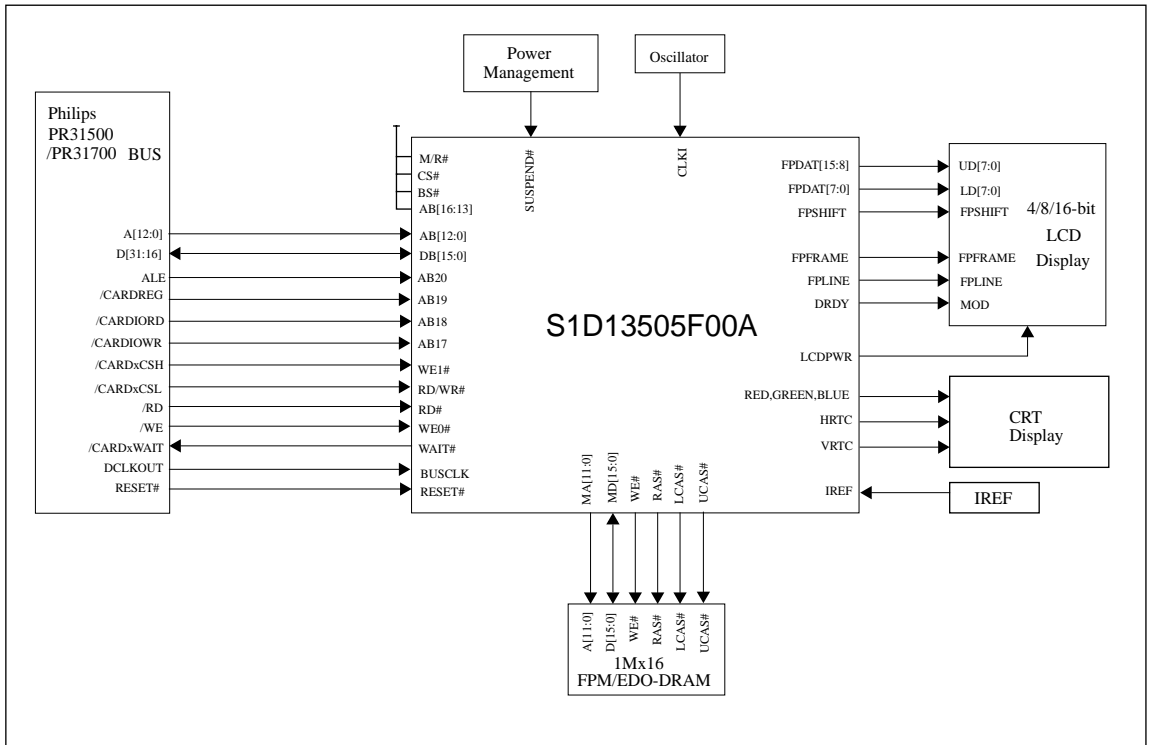 Power
Management
Oscillator
Philips
PR31500
/PR31700 BUS
A[12:0]
D[31:16]
ALE
/CARDREG
/CARDIORD
/CARDIOWR
/CARDxCSH
/CARDxCSL
/RD
/WE
/CARDxWAIT
DCLKOUT
RESET#
M/R#
CS#
BS#
AB[16:13]
AB[12:0]
DB[15:0]
AB20
AB19
AB18
AB17
WE1#
RD/WR#
RD#
WE0#
WAIT#
BUSCLK
RESET#
SUSPEND#
CLKI
S1D13505F00A
FPDAT[15:8]
FPDAT[7:0]
FPSHIFT
FPFRAME
FPLINE
DRDY
LCDPWR
RED,GREEN,BLUE
HRTC
VRTC
IREF
UD[7:0]
LD[7:0]
FPSHIFT
FPFRAME
FPLINE
MOD
4/8/16-bit
LCD
Display
CRT
Display
IREF
MA[11:0]
MD[15:0]
WE#
RAS#
LCAS#
UCAS#
A[11:0]
D[15:0]
WE#
RAS#
LCAS#
UCAS#
1Mx16
FPM/EDO-DRAM